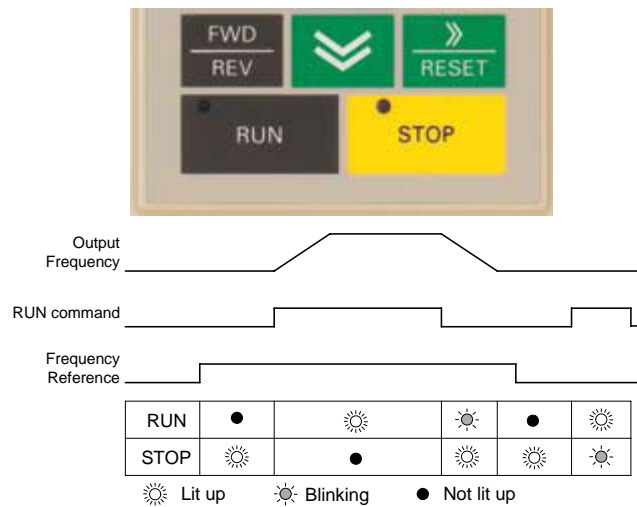 FWD
REV
»
RESET
RUN
STOP
Output
Frequency
RUN command
Frequency
Reference
RUN
STOP
Lit up
Blinking
Not lit up